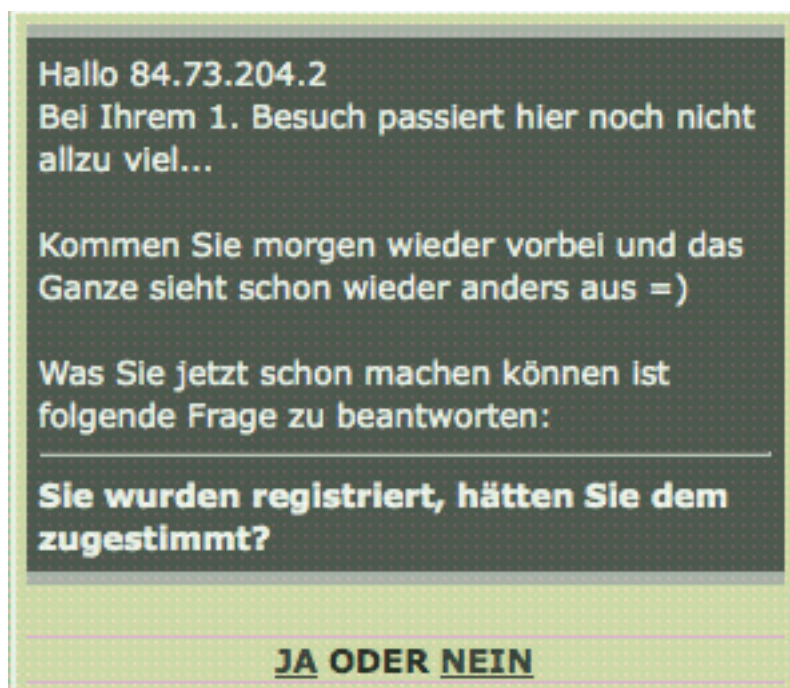 Hallo 84.73.204.2
Bei Ihrem 1. Besuch passiert hier noch nicht
allzu viel...
Kommen Sie morgen wieder vorbei und das
Ganze sieht schon wieder anders aus =)
Was Sie jetzt schon machen können ist
folgende Frage zu beantworten:
Sie wurden registriert, hätten Sie dem
zugestimmt?
JA ODER NEIN